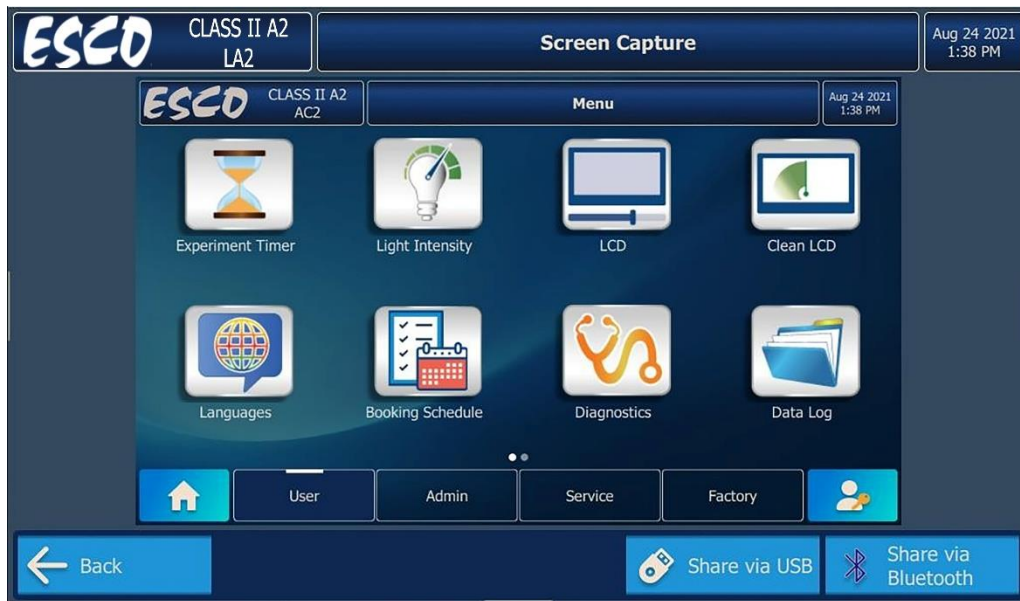 ESCO
CLASS II A2
LA2
Screen Capture
Aug 24 2021
1:38 PM
ESCO
CLASS II A2
AC2
Menu
Aug 24 2021
1:38 PM
Experiment Timer
Light Intensity
LCD
Clean LCD
Languages
Booking Schedule
Diagnostics
Data Log
User
Admin
Service
Factory
Back
Share via USB
Share via
Bluetooth